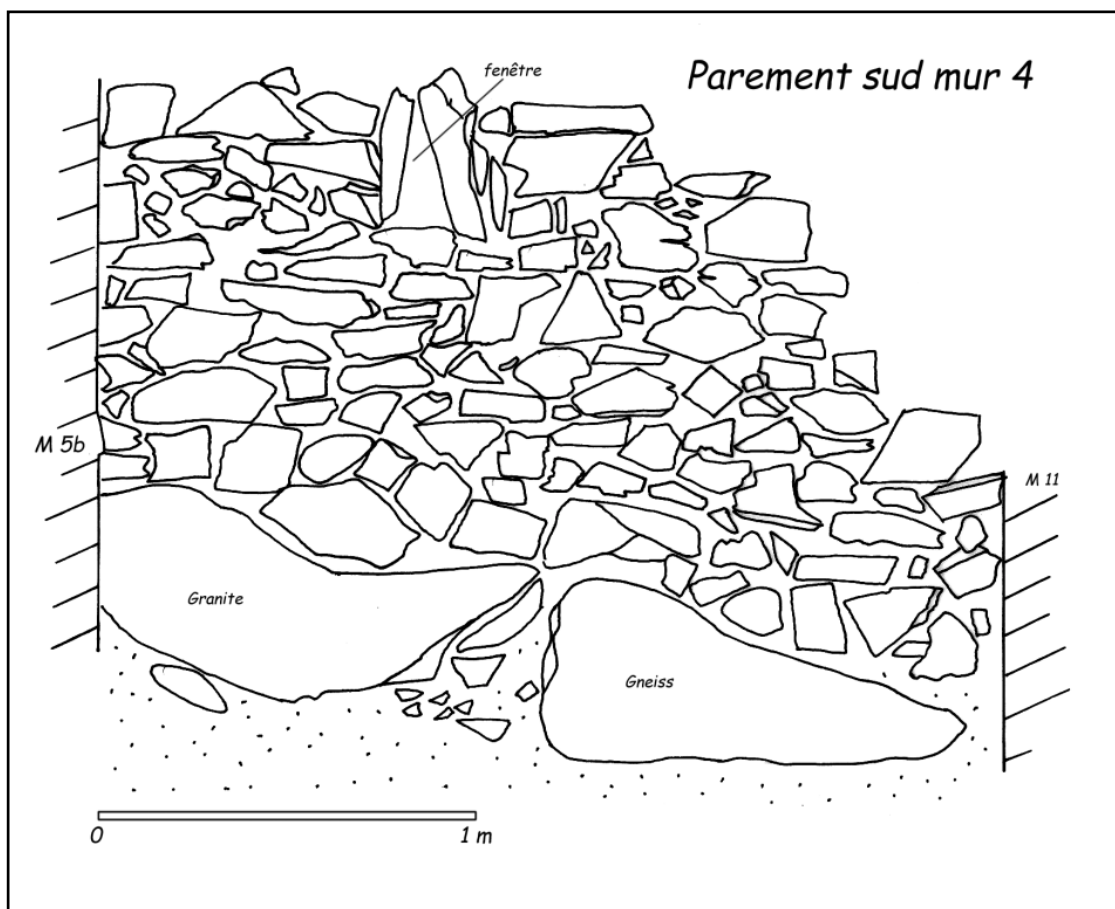 fenêtre
Parement sud mur 4
M 5b
M 11
Granite
Gneiss
0
1 m